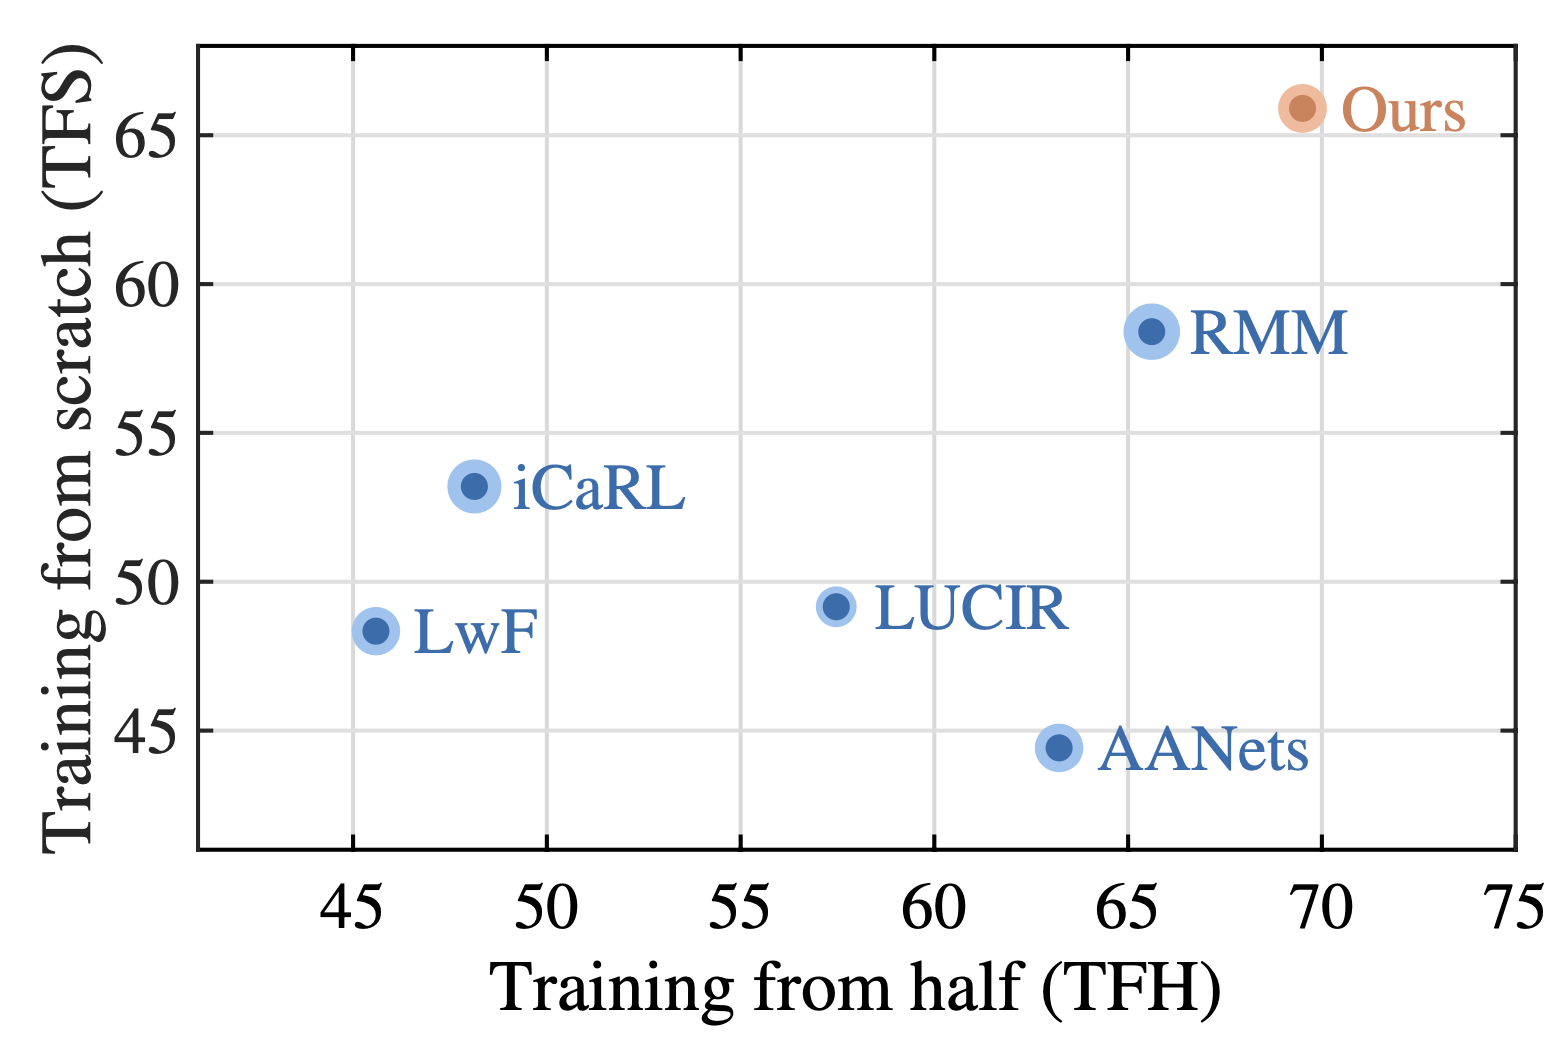 Training from scratch (TFS)
65
60
55
50
45
Ours
RMM
iCaRL
LUCIR
LwF
AANets
45 50 55 60 65 70 75
Training from half (TFH)